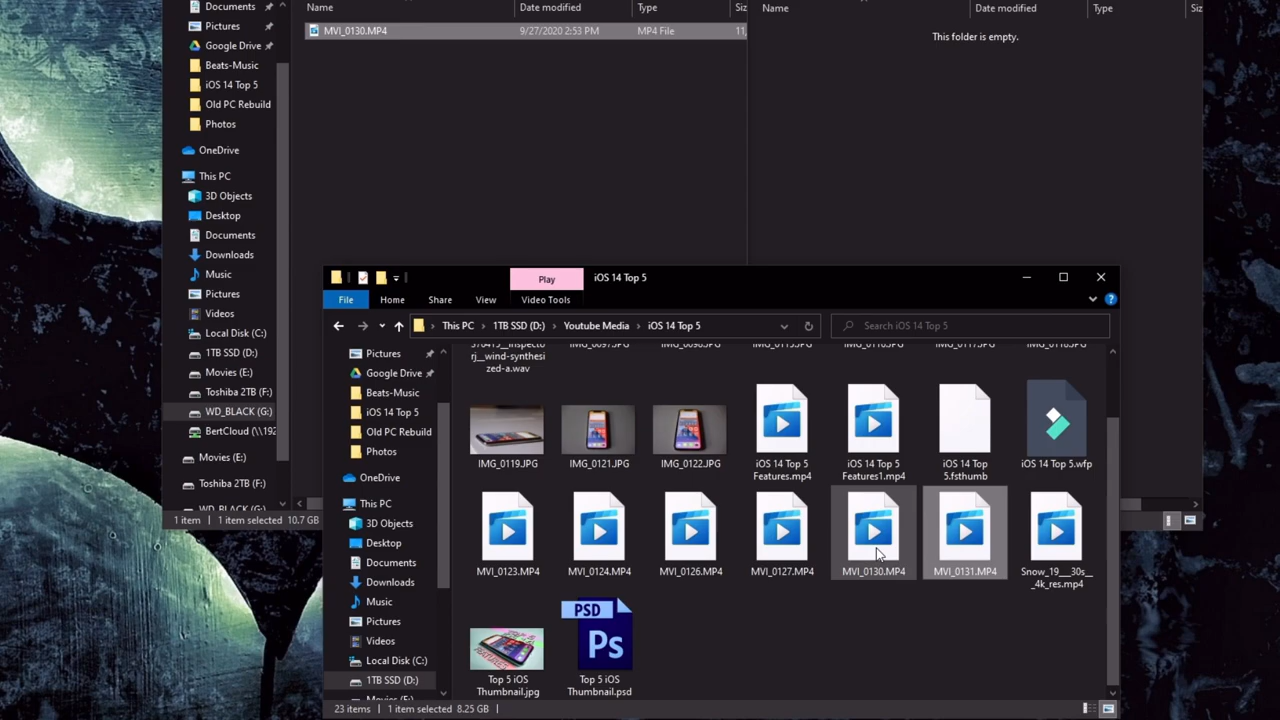 Documents
Pictures
Google Drive
Beats-Music
iOS 14 Top 5
Old PC Rebuild
Photos
OneDrive
This PC
3D Objects
Desktop
Documents
Downloads
Music
Pictures
Videos
Local Disk (C:)
1TB SSD (D:)
Movies (E:)
Toshiba 2TB (F:)
WD_BLACK (G:)
BertCloud (\\192
Movies (E:)
Toshiba 2TB (F:)
WD_BLACK (G:)
1 item 1 item selected 10.7 GB
Name Date modified Type Siz
MVI_0130.MP4 9/27/2020 2:53 PM MP4 File 11,
Name Date modified Type Siz
This folder is empty.
Play iOS 14 Top 5
File Home Share View Video Tools
This PC 1TB SSD (D:) Youtube Media iOS 14 Top 5
Search iOS 14 Top 5
Pictures
Google Drive
Beats-Music
iOS 14 Top 5
Old PC Rebuild
Photos
OneDrive
This PC
3D Objects
Desktop
Documents
Downloads
Music
Pictures
Videos
Local Disk (C:)
1TB SSD (D:)
Movies (E:)
rj__wind-synthesi
zed-a.wav
IMG_0119.JPG
IMG_0121.JPG
IMG_0122.JPG
iOS 14 Top 5
Features.mp4
iOS 14 Top 5
Features1.mp4
iOS 14 Top
5.fsthumb
iOS 14 Top 5.wfp
MVI_0123.MP4
MVI_0124.MP4
MVI_0126.MP4
MVI_0127.MP4
MVI_0130.MP4
MVI_0131.MP4
Snow_19__30s__
_4k_res.mp4
Top 5 iOS
Thumbnail.jpg
PSD
Ps
Top 5 iOS
Thumbnail.psd
23 items 1 item selected 8.25 GB